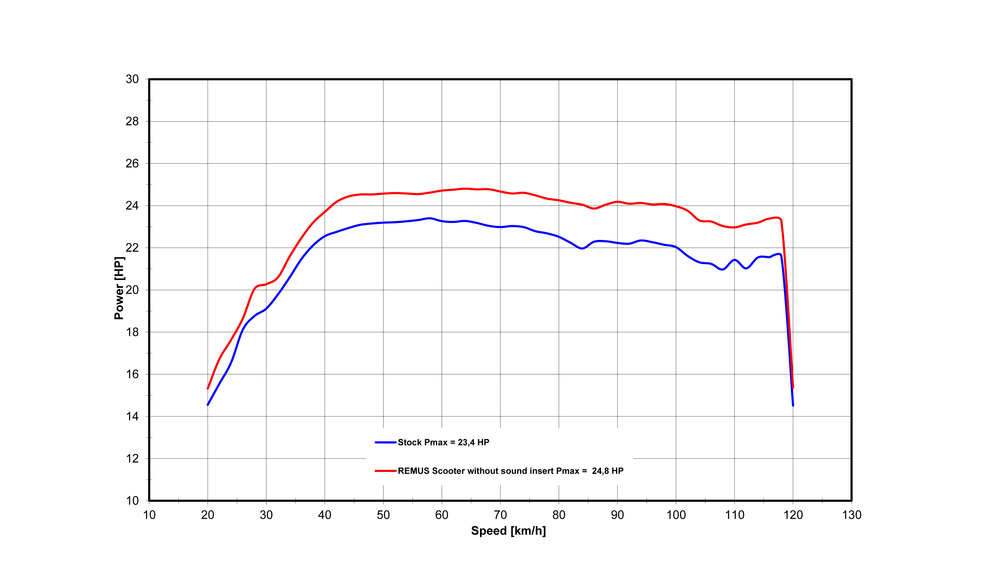 30
28
26
24
22
20
18
16
14
12
10
Power [HP]
Stock Pmax = 23,4 HP
REMUS Scooter without sound insert Pmax =  24,8 HP
10 20 30 40 50 60 70 80 90 100 110 120 130
Speed [km/h]